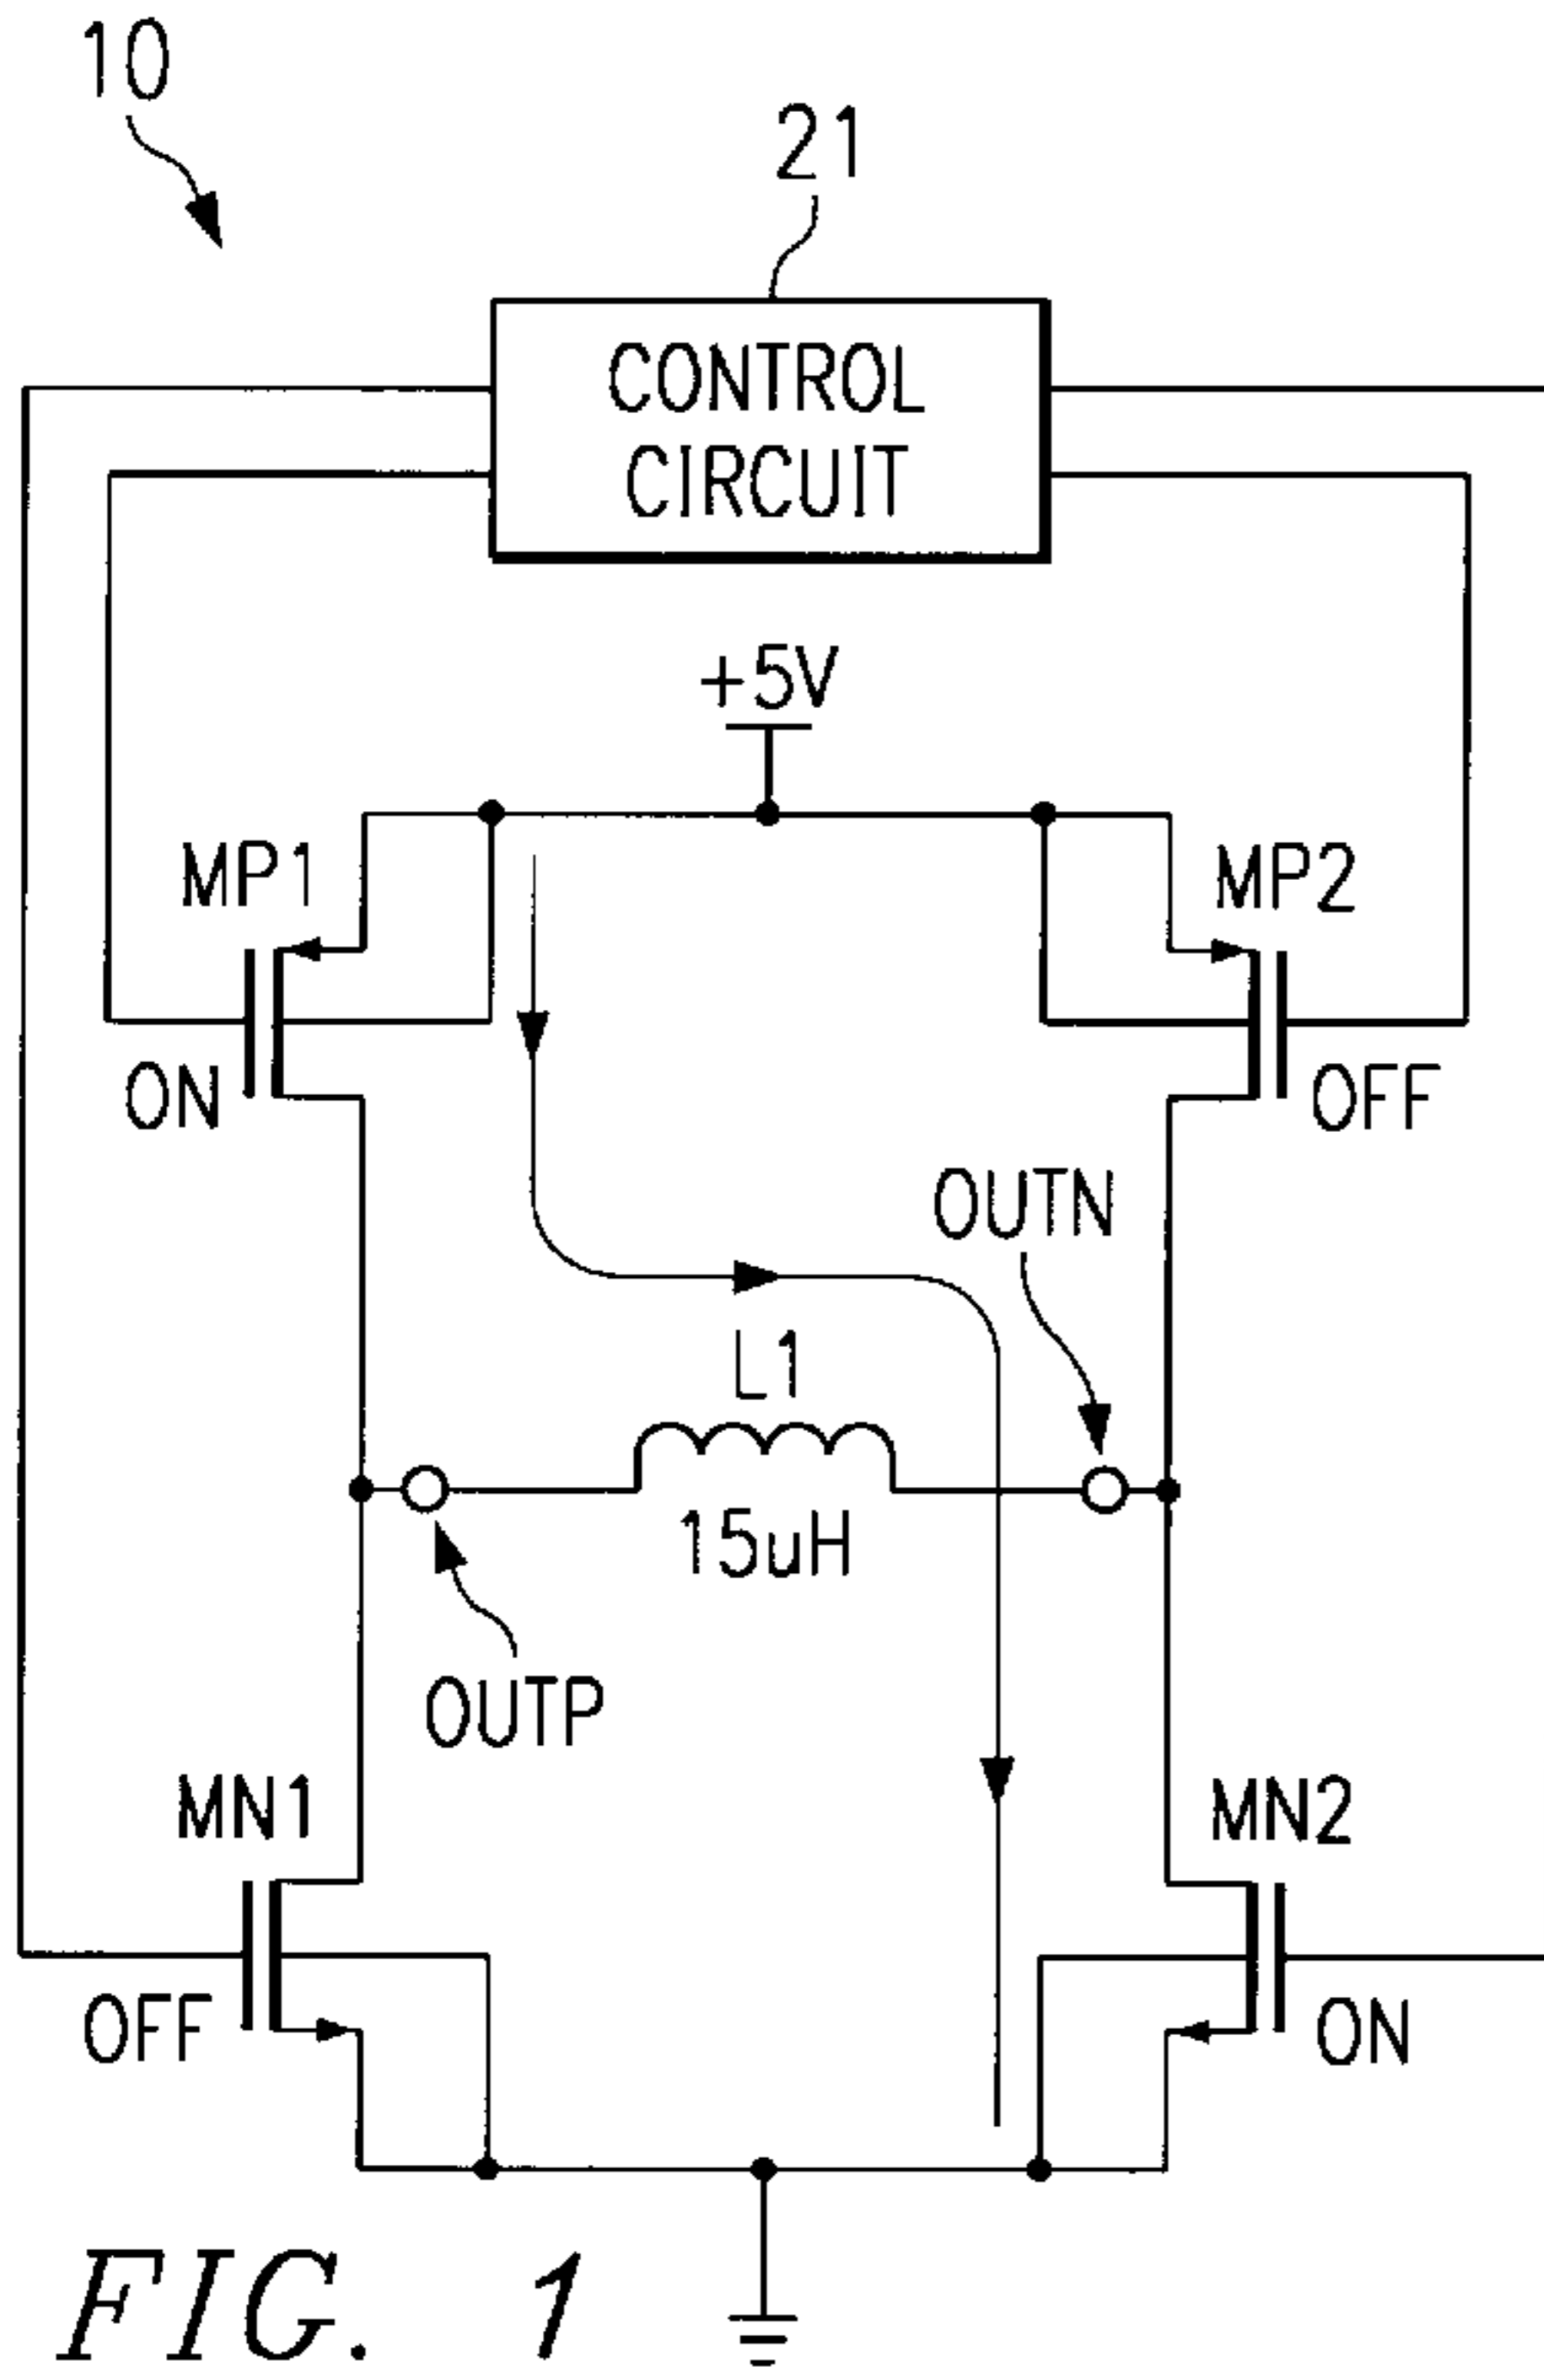 10
21
CONTROL
CIRCUIT
+5V
MP1
MP2
ON
OFF
OUTN
L1
15uH
OUTP
MN1
MN2
OFF
ON
FIG. 1